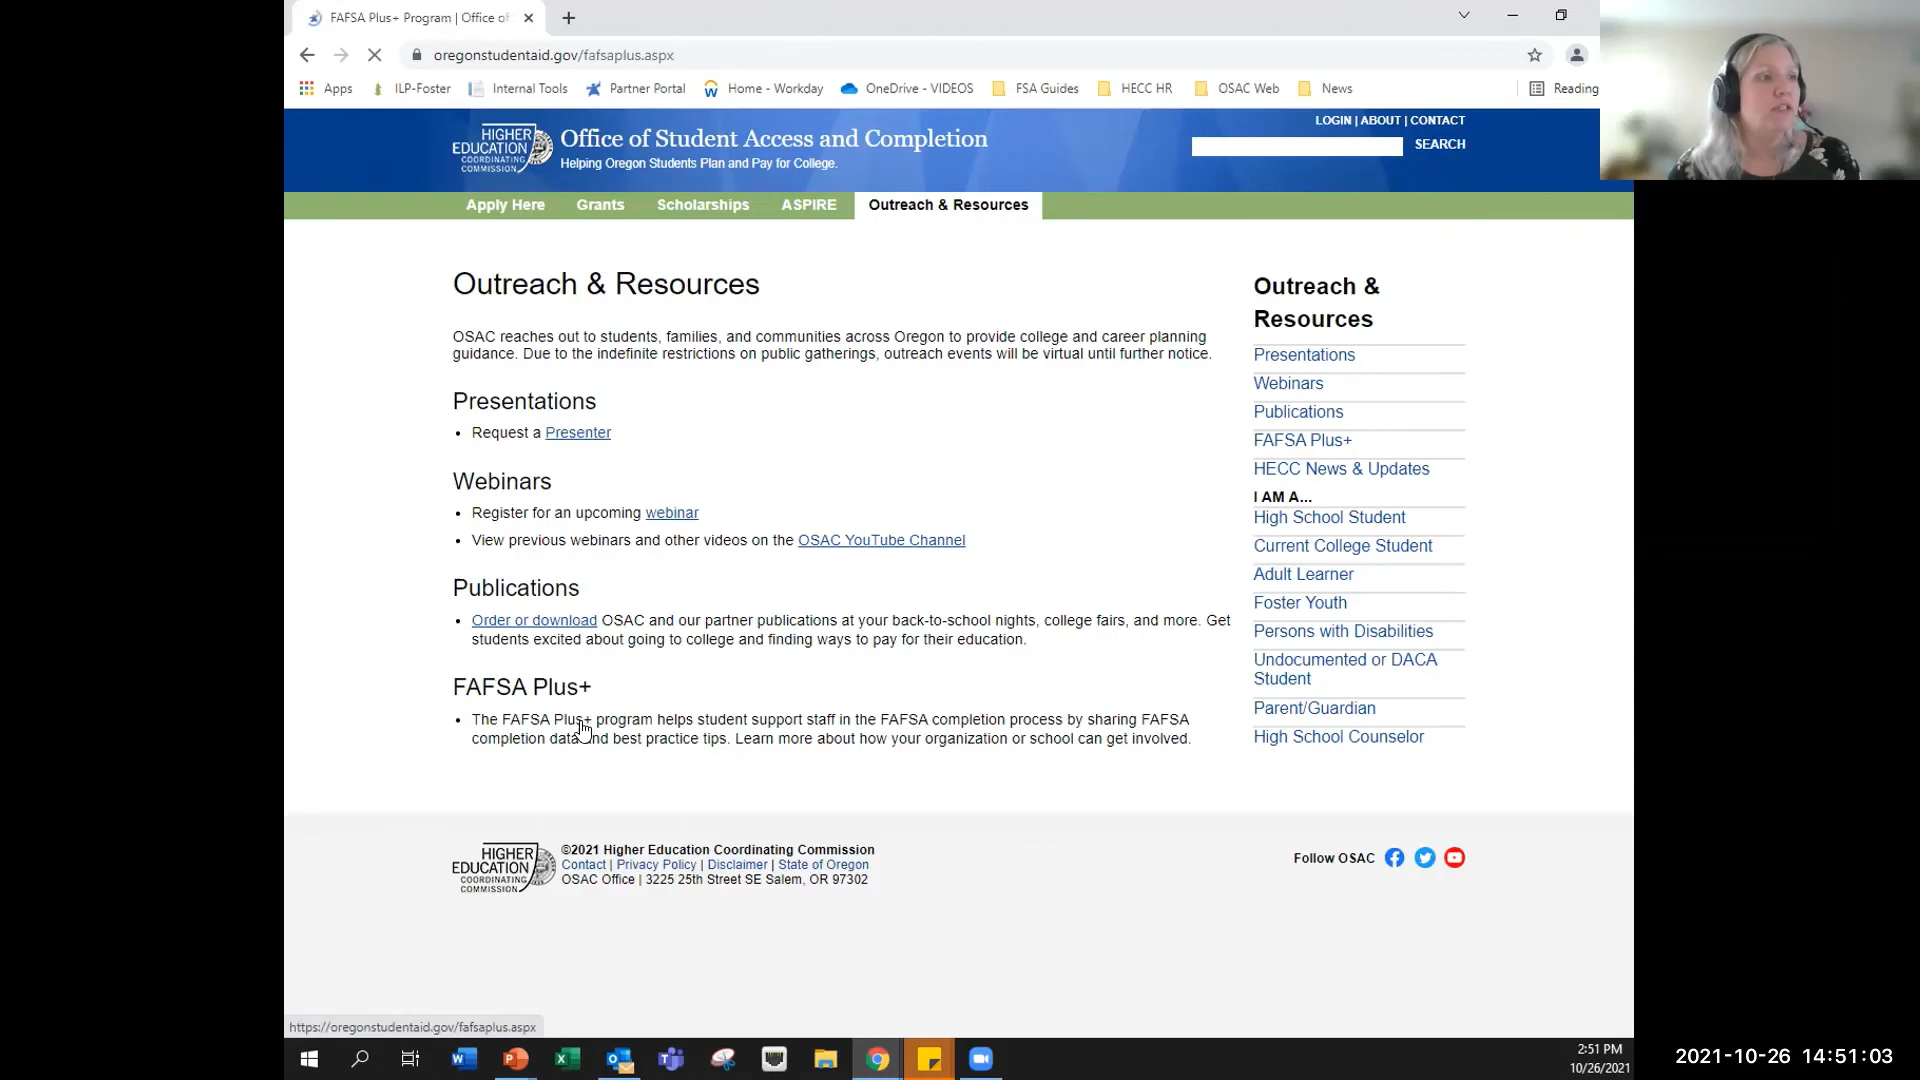 FAFSA Plus+ Program | Office of
oregonstudentaid.gov/fafsaplus.aspx
Apps ILP-Foster Internal Tools Partner Portal Home - Workday OneDrive - VIDEOS FSA Guides HECC HR OSAC Web News Reading
HIGHER EDUCATION COORDINATING COMMISSION
Office of Student Access and Completion
Helping Oregon Students Plan and Pay for College.
LOGIN | ABOUT | CONTACT
SEARCH
Apply Here Grants Scholarships ASPIRE Outreach & Resources
Outreach & Resources
OSAC reaches out to students, families, and communities across Oregon to provide college and career planning
guidance. Due to the indefinite restrictions on public gatherings, outreach events will be virtual until further notice.
Presentations
• Request a Presenter
Webinars
• Register for an upcoming webinar
• View previous webinars and other videos on the OSAC YouTube Channel
Publications
• Order or download OSAC and our partner publications at your back-to-school nights, college fairs, and more. Get
students excited about going to college and finding ways to pay for their education.
FAFSA Plus+
• The FAFSA Plus+ program helps student support staff in the FAFSA completion process by sharing FAFSA
completion data and best practice tips. Learn more about how your organization or school can get involved.
Outreach &
Resources
Presentations
Webinars
Publications
FAFSA Plus+
HECC News & Updates
I AM A...
High School Student
Current College Student
Adult Learner
Foster Youth
Persons with Disabilities
Undocumented or DACA
Student
Parent/Guardian
High School Counselor
HIGHER EDUCATION COORDINATING COMMISSION
©2021 Higher Education Coordinating Commission
Contact | Privacy Policy | Disclaimer | State of Oregon
OSAC Office | 3225 25th Street SE Salem, OR 97302
Follow OSAC
https://oregonstudentaid.gov/fafsaplus.aspx
2:51 PM
10/26/2021
2021-10-26 14:51:03